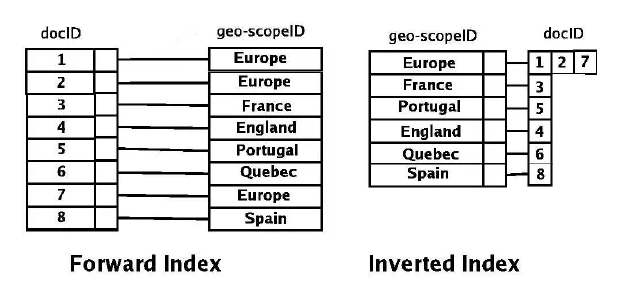 docID geo-scopeID
1 Europe
2 Europe
3 France
4 England
5 Portugal
6 Quebec
7 Europe
8 Spain
Forward Index
geo-scopeID docID
Europe 1 2 7
France 3
Portugal 5
England 4
Quebec 6
Spain 8
Inverted Index